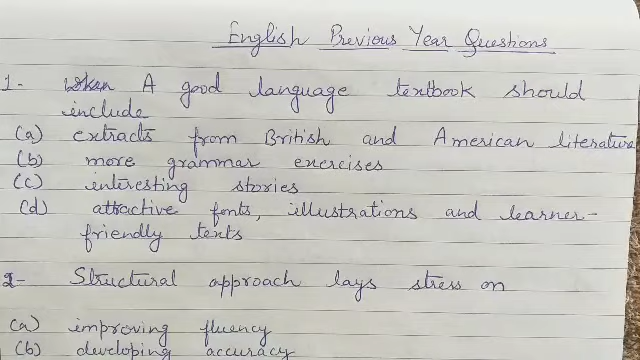 English Previous Year Questions
1- A good language textbook should
include
(a) extracts from British and American literature
(b) more grammar exercises
(c) interesting stories
(d) attractive fonts, illustrations and learner-
friendly texts
2- Structural approach lays stress on
(a) improving fluency
(b) developing accuracy